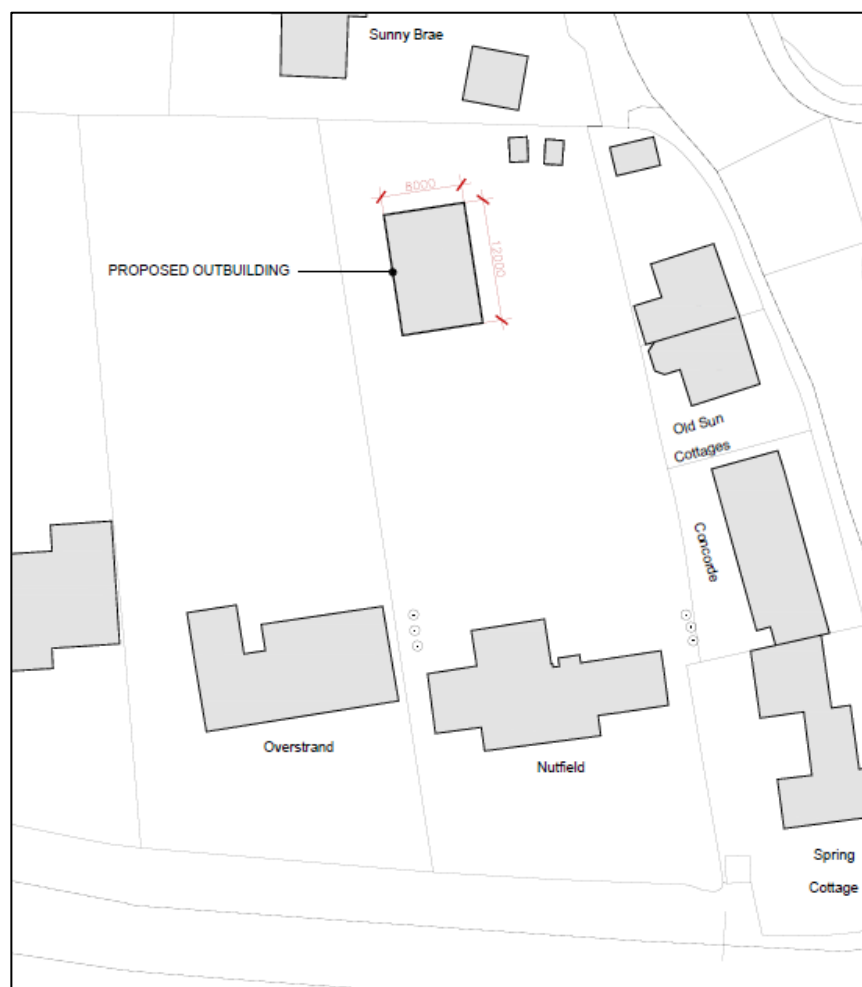 Sunny Brae
8000
12000
PROPOSED OUTBUILDING
Old Sun
Cottages
Concorde
Overstrand
Nutfield
Spring
Cottage